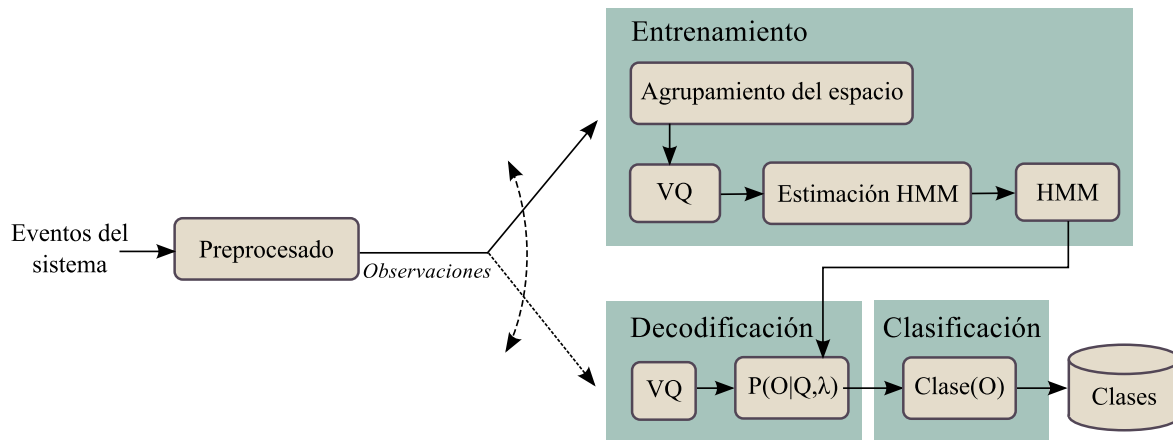 Entrenamiento
Agrupamiento del espacio
VQ
Estimación HMM
HMM
Eventos del
sistema
Preprocesado
Observaciones
Decodificación
VQ
P(O|Q,λ)
Clasificación
Clase(O)
Clases